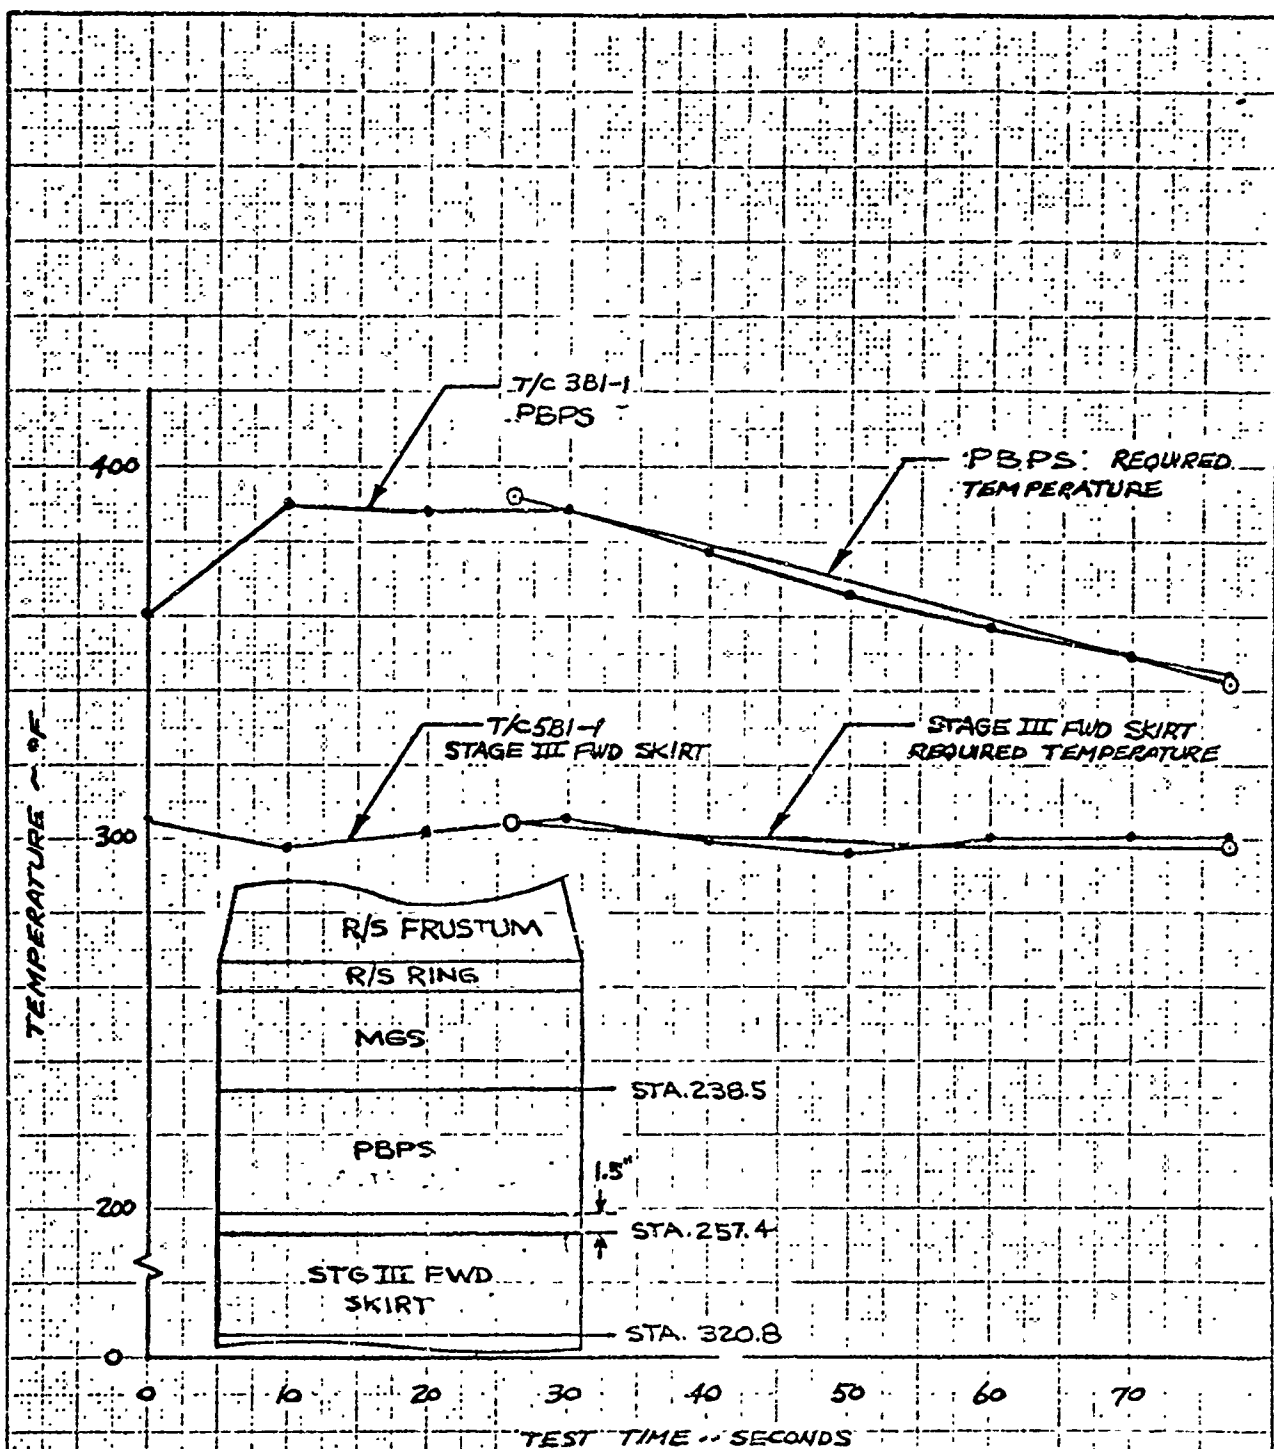 T/C 3B1-1
PBPS
400
PBPS REQUIRED
TEMPERATURE
T/C 5B1-1
STAGE III FWD SKIRT
STAGE III FWD SKIRT
REQUIRED TEMPERATURE
TEMPERATURE ~ °F
300
R/S FRUSTUM
R/S RING
MGS
STA. 238.5
PBPS
1.5"
200
STA. 257.4
STG III FWD
SKIRT
STA. 320.8
0
0 10 20 30 40 50 60 70
TEST TIME ~ SECONDS